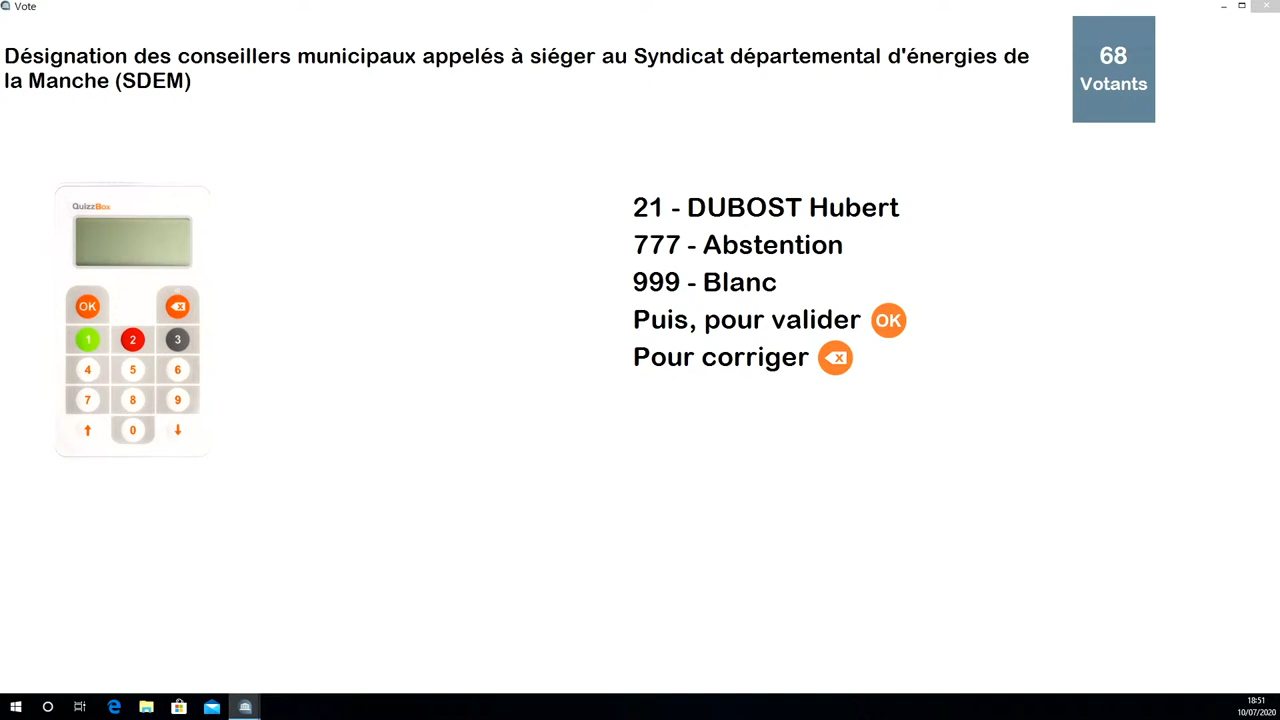 Vote
Désignation des conseillers municipaux appelés à siéger au Syndicat départemental d'énergies de
la Manche (SDEM)
68
Votants
QuizzBox
OK
1 2 3
4 5 6
7 8 9
0
21 - DUBOST Hubert
777 - Abstention
999 - Blanc
Puis, pour valider OK
Pour corriger
18:51
10/07/2020